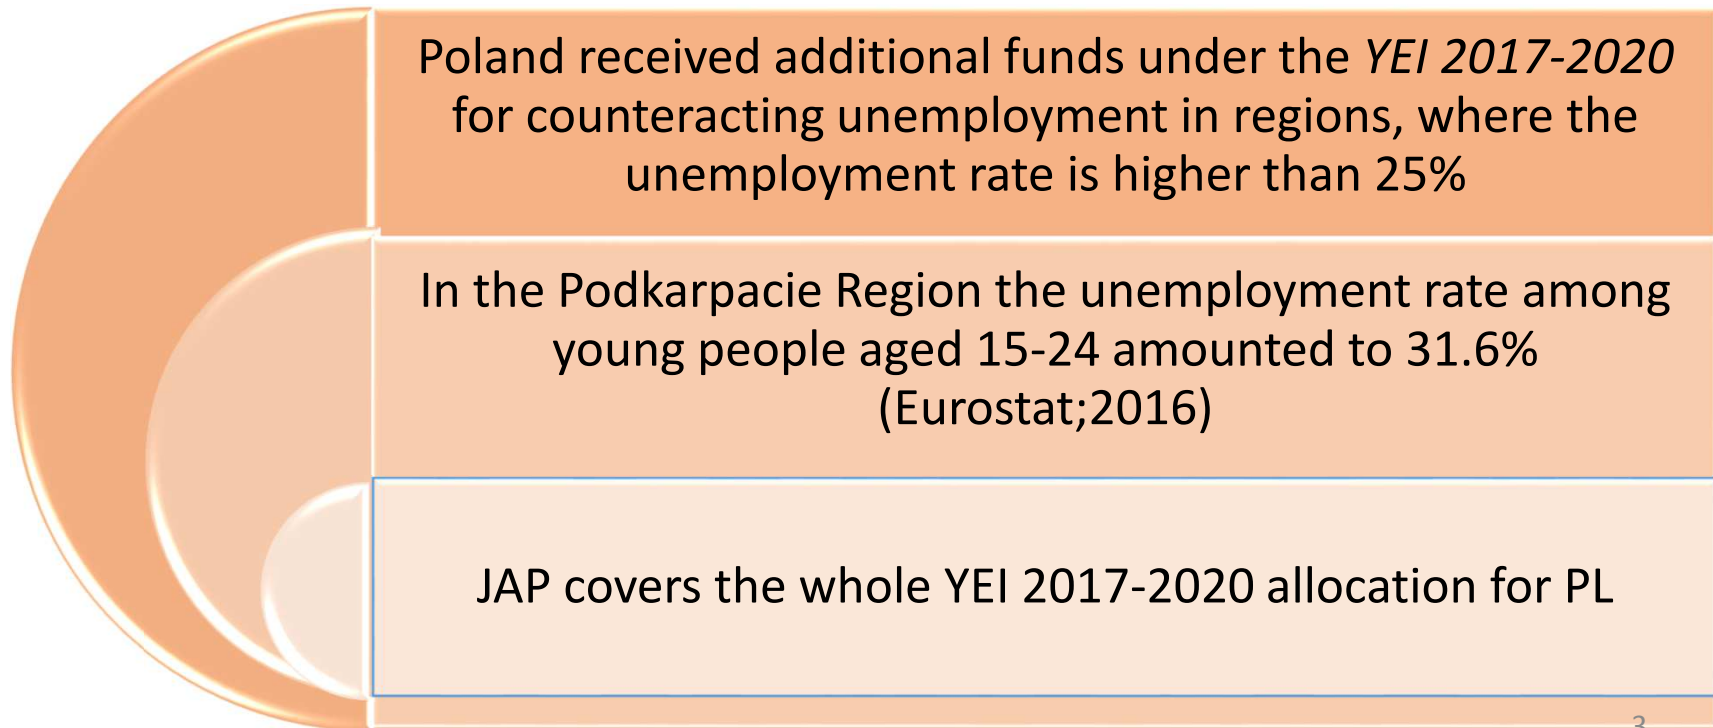 Poland received additional funds under the YEI 2017-2020
for counteracting unemployment in regions, where the
unemployment rate is higher than 25%
In the Podkarpacie Region the unemployment rate among
young people aged 15-24 amounted to 31.6%
(Eurostat;2016)
JAP covers the whole YEI 2017-2020 allocation for PL
3